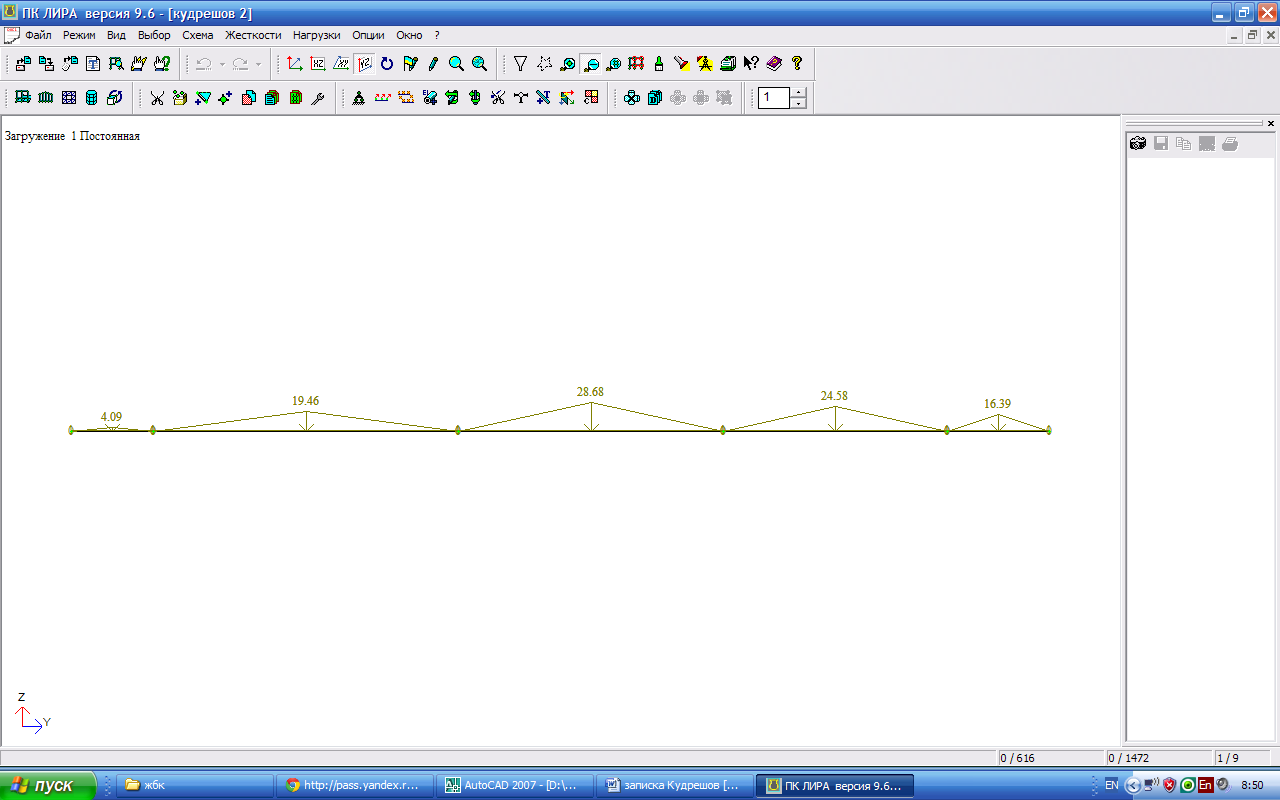 ПК ЛИРА версия 9.6 - [кудрешов 2]
Файл Режим Вид Выбор Схема Жесткости Нагрузки Опции Окно ?
1
Загружение 1 Постоянная
28.68
24.58
19.46
16.39
4.09
Z
Y
0 / 616 0 / 1472 1 / 9
пуск жбк http://pass.yandex.r... AutoCAD 2007 - [D:\... записка Кудрешов [... ПК ЛИРА версия 9.6... EN En 8:50